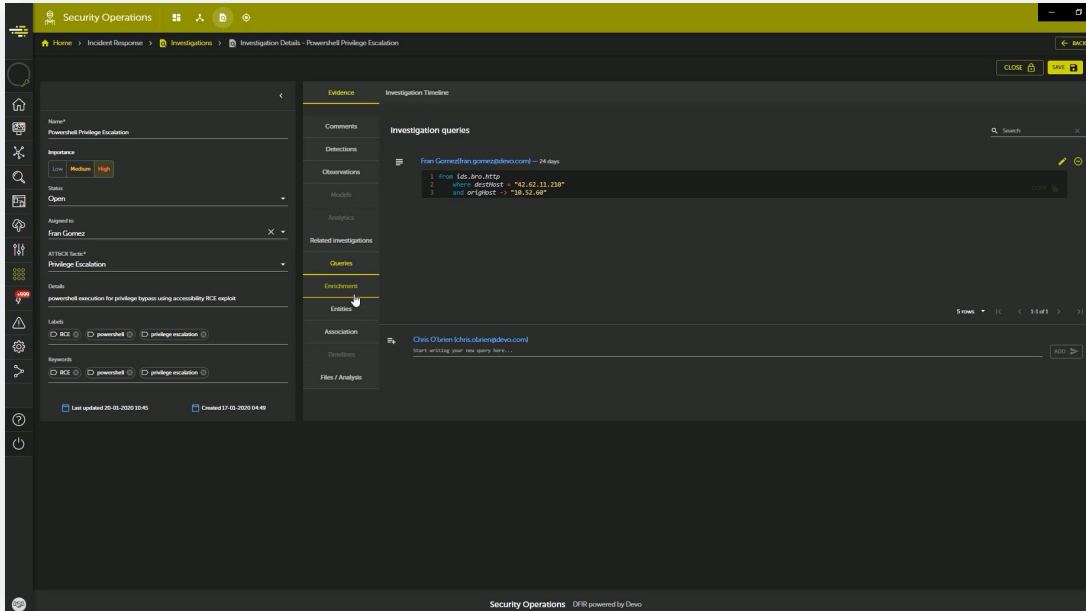 Security Operations
Home > Incident Response > Investigations > Investigation Details - Powershell Privilege Escalation
BACK
CLOSE
SAVE
Name*
Powershell Privilege Escalation
Importance
Low Medium High
Status
Open
Assigned to
Fran Gomez
ATT&CK Tactic*
Privilege Escalation
Details
powershell execution for privilege bypass using accessibility RCE exploit
Labels
RCE powershell privilege escalation
Keywords
RCE powershell privilege escalation
Last updated 20-01-2020 10:45
Created 17-01-2020 04:49
Evidence
Investigation Timeline
Comments
Detections
Observations
Models
Analytics
Related investigations
Queries
Enrichment
Entities
Association
Timelines
Files / Analysis
Investigation queries
Search
Fran Gomez(fran.gomez@devo.com) — 24 days
1 from ids.bro.http
2 where destHost = "42.62.11.210"
3 and origHost -> "10.52.60"
5 rows
1-1 of 1
Chris O'brien (chris.obrien@devo.com)
Start writing your new query here...
ADD
+999
Security Operations DFIR powered by Devo